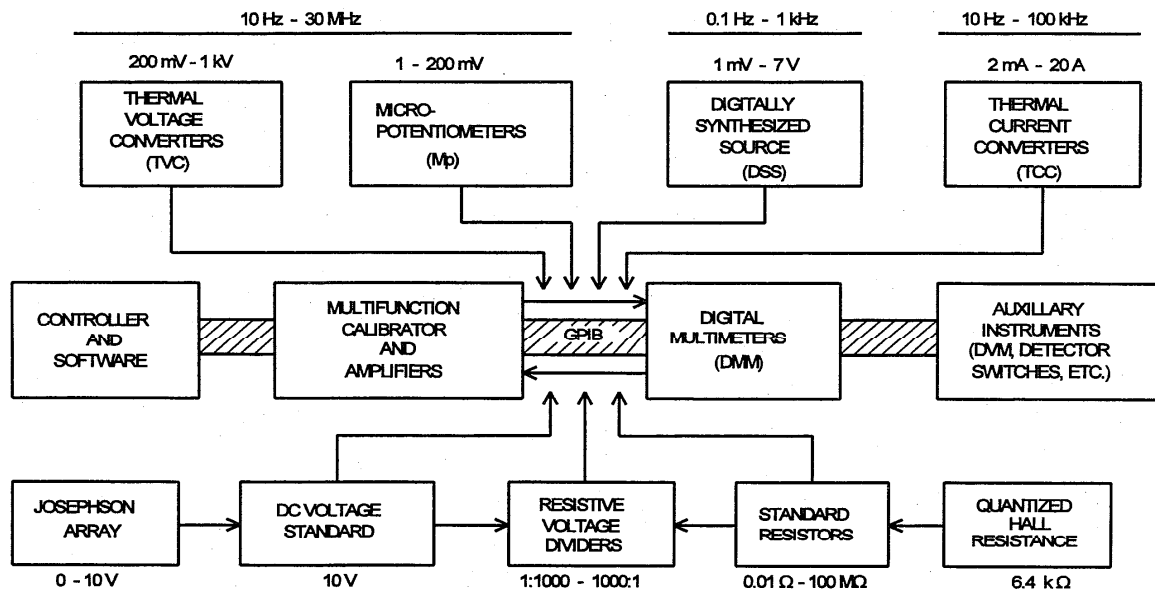 10 Hz - 30 MHz
0.1 Hz - 1 kHz
10 Hz - 100 kHz
200 mV - 1 kV
1 - 200 mV
1 mV - 7 V
2 mA - 20 A
THERMAL
VOLTAGE
CONVERTERS
(TVC)
MICRO-
POTENTIOMETERS
(Mp)
DIGITALLY
SYNTHESIZED
SOURCE
(DSS)
THERMAL
CURRENT
CONVERTERS
(TCC)
CONTROLLER
AND
SOFTWARE
MULTIFUNCTION
CALIBRATOR
AND
AMPLIFIERS
GPIB
DIGITAL
MULTIMETERS
(DMM)
AUXILLARY
INSTRUMENTS
(DVM, DETECTOR
SWITCHES, ETC.)
JOSEPHSON
ARRAY
DC VOLTAGE
STANDARD
RESISTIVE
VOLTAGE
DIVIDERS
STANDARD
RESISTORS
QUANTIZED
HALL
RESISTANCE
0 - 10 V
10 V
1:1000 - 1000:1
0.01 Ω - 100 MΩ
6.4 k Ω